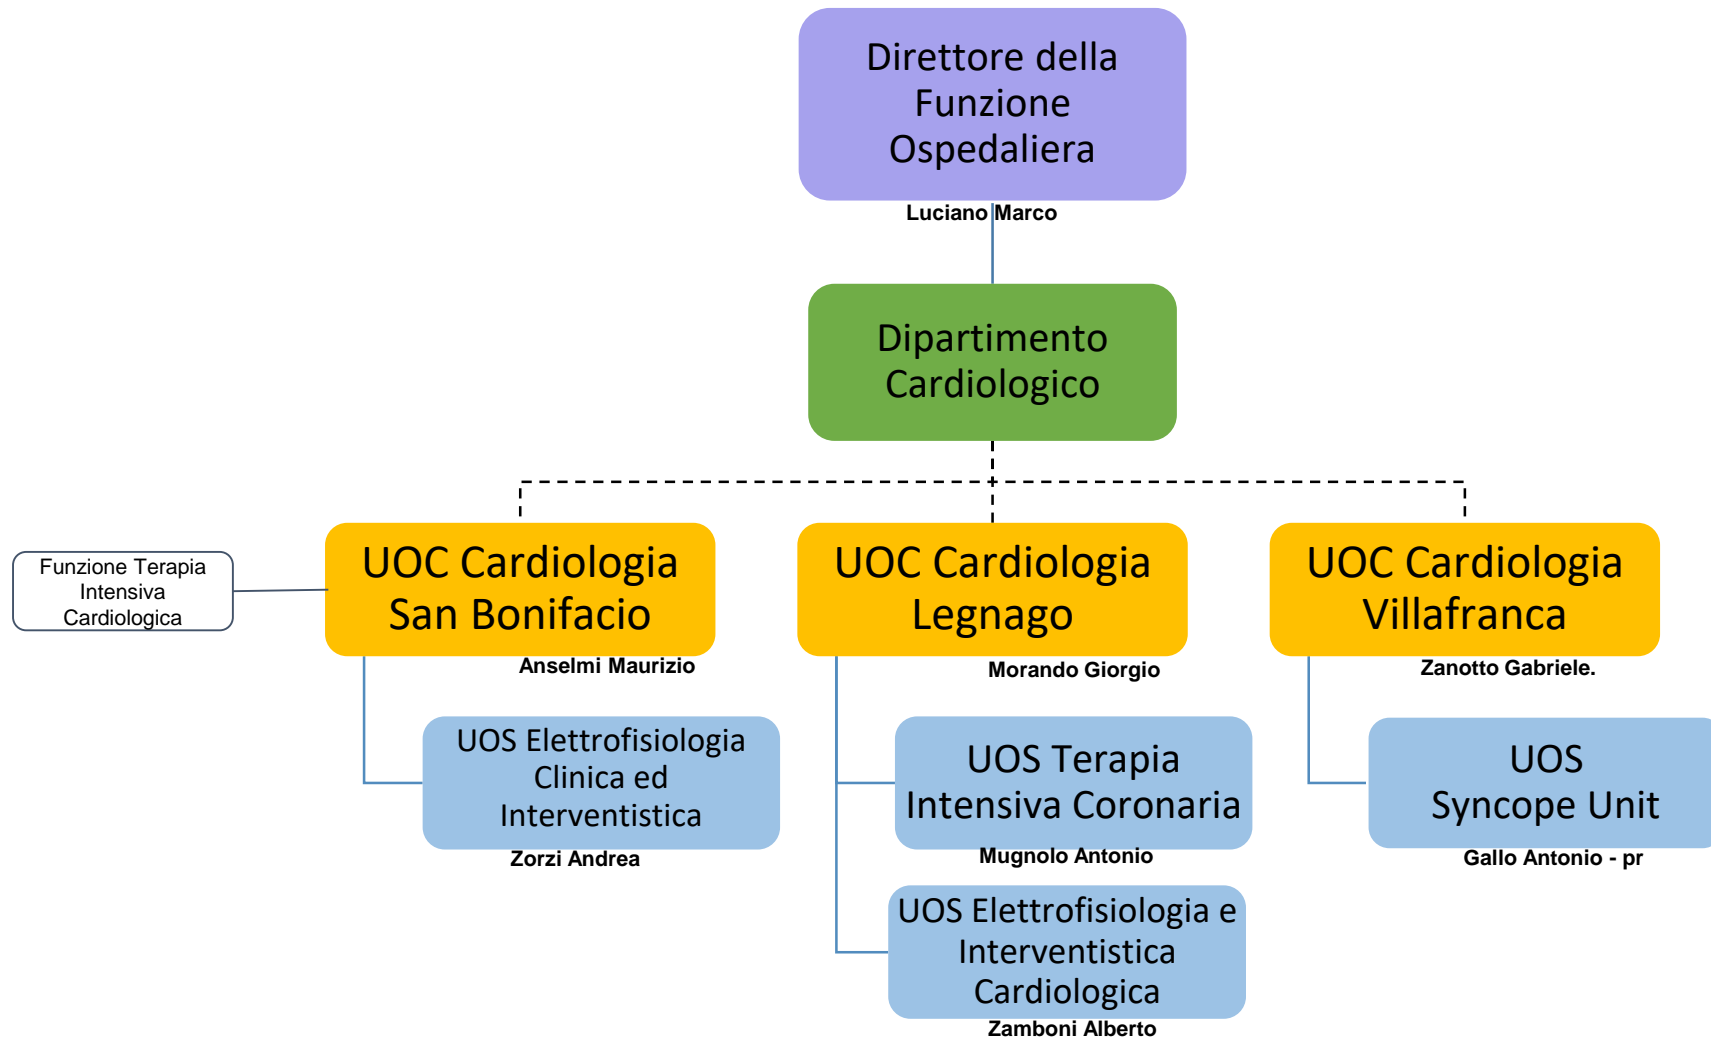 Direttore della
Funzione
Ospedaliera
Luciano Marco
Dipartimento
Cardiologico
Funzione Terapia
Intensiva
Cardiologica
UOC Cardiologia
San Bonifacio
Anselmi Maurizio
UOS Elettrofisiologia
Clinica ed
Interventistica
Zorzi Andrea
UOC Cardiologia
Legnago
Morando Giorgio
UOS Terapia
Intensiva Coronaria
Mugnolo Antonio
UOS Elettrofisiologia e
Interventistica
Cardiologica
Zamboni Alberto
UOC Cardiologia
Villafranca
Zanotto Gabriele.
UOS
Syncope Unit
Gallo Antonio - pr